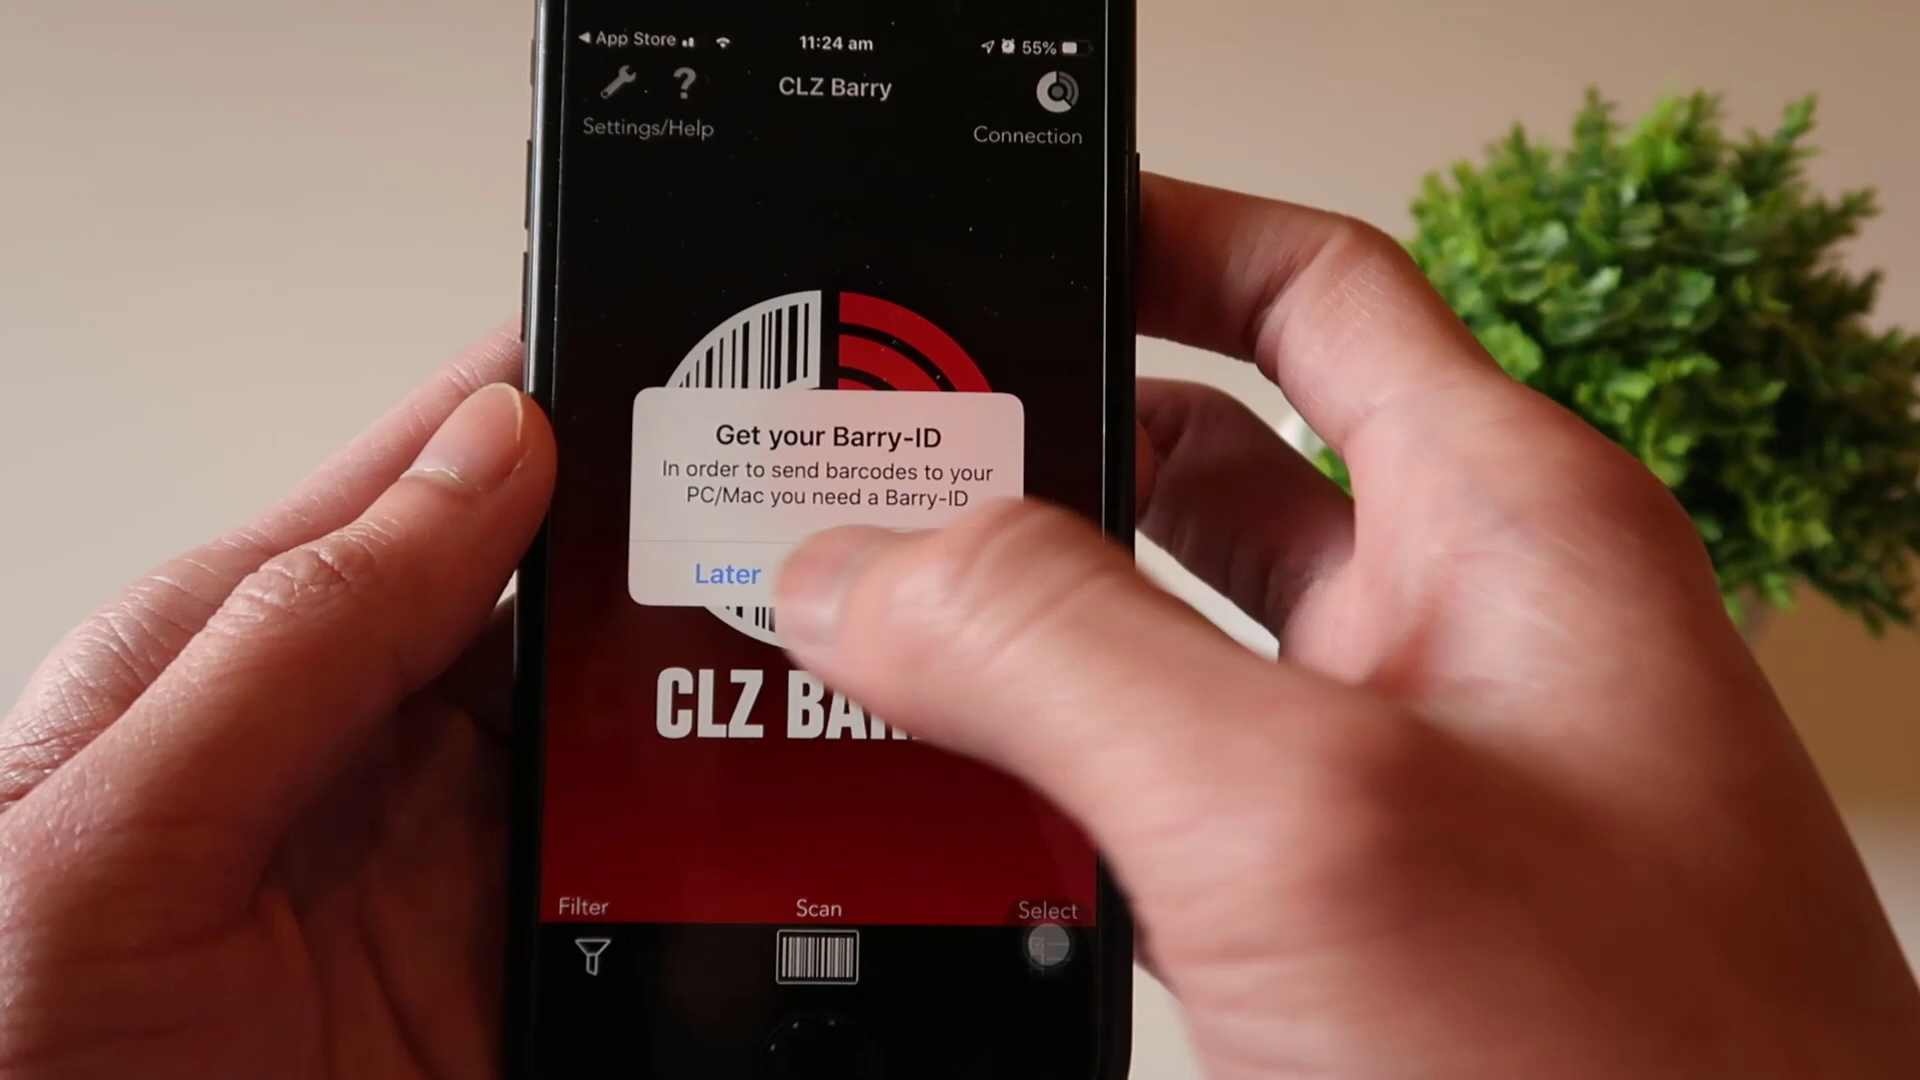 App Store
11:24 am
55%
CLZ Barry
Settings/Help
Connection
Get your Barry-ID
In order to send barcodes to your
PC/Mac you need a Barry-ID
Later
CLZ
Filter
Scan
Select